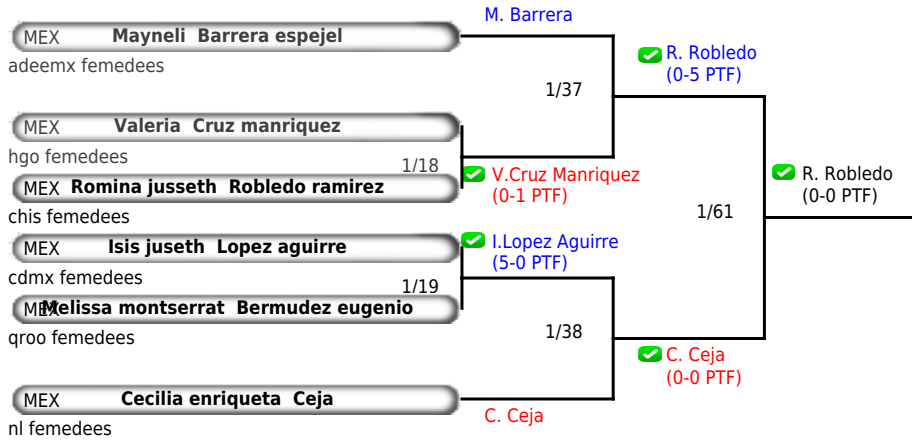 M. Barrera
MEX Mayneli Barrera espejel
adeemx femedees
R. Robledo
(0-5 PTF)
1/37
MEX Valeria Cruz manriquez
hgo femedees
1/18
V.Cruz Manriquez
(0-1 PTF)
R. Robledo
(0-0 PTF)
MEX Romina jusseth Robledo ramirez
chis femedees
1/61
MEX Isis juseth Lopez aguirre
cdmx femedees
I.Lopez Aguirre
(5-0 PTF)
1/19
MEX Melissa montserrat Bermudez eugenio
qroo femedees
1/38
C. Ceja
(0-0 PTF)
MEX Cecilia enriqueta Ceja
nl femedees
C. Ceja